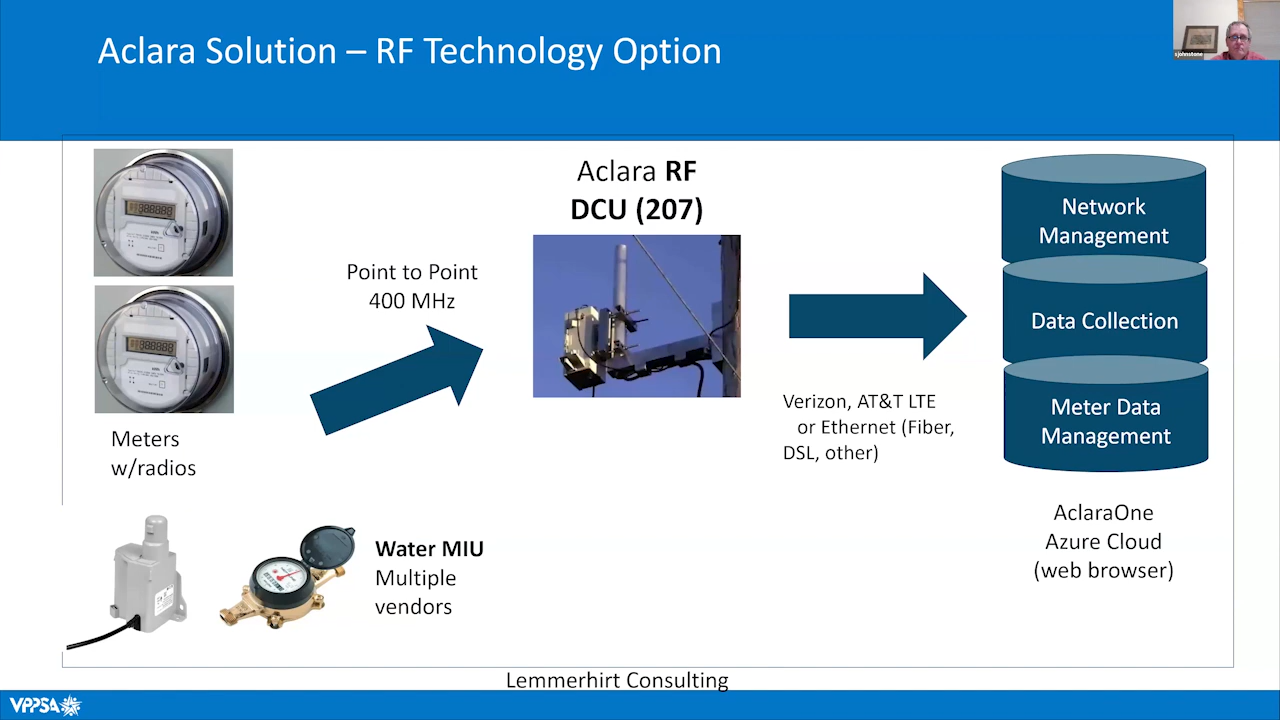 Aclara Solution – RF Technology Option
sjohnstone
Aclara RF
DCU (207)
Point to Point
400 MHz
Meters
w/radios
Water MIU
Multiple
vendors
Verizon, AT&T LTE
or Ethernet (Fiber,
DSL, other)
Network
Management
Data Collection
Meter Data
Management
AclaraOne
Azure Cloud
(web browser)
Lemmerhirt Consulting
VPPSA